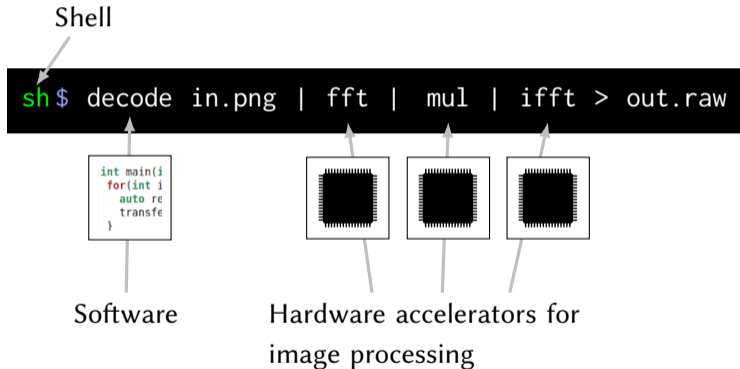 Shell
sh$ decode in.png | fft | mul | ifft > out.raw
int main(i
for(int i
auto re
transfe
}
Software
Hardware accelerators for
image processing